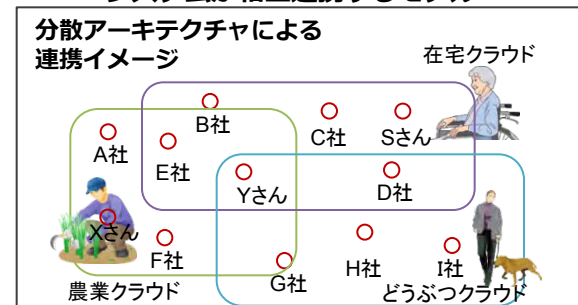 分散アーキテクチャによる
連携イメージ
在宅クラウド
B社
C社
Sさん
A社
E社
Yさん
D社
Xさん
F社
G社
H社
I社
農業クラウド
どうぶつクラウド